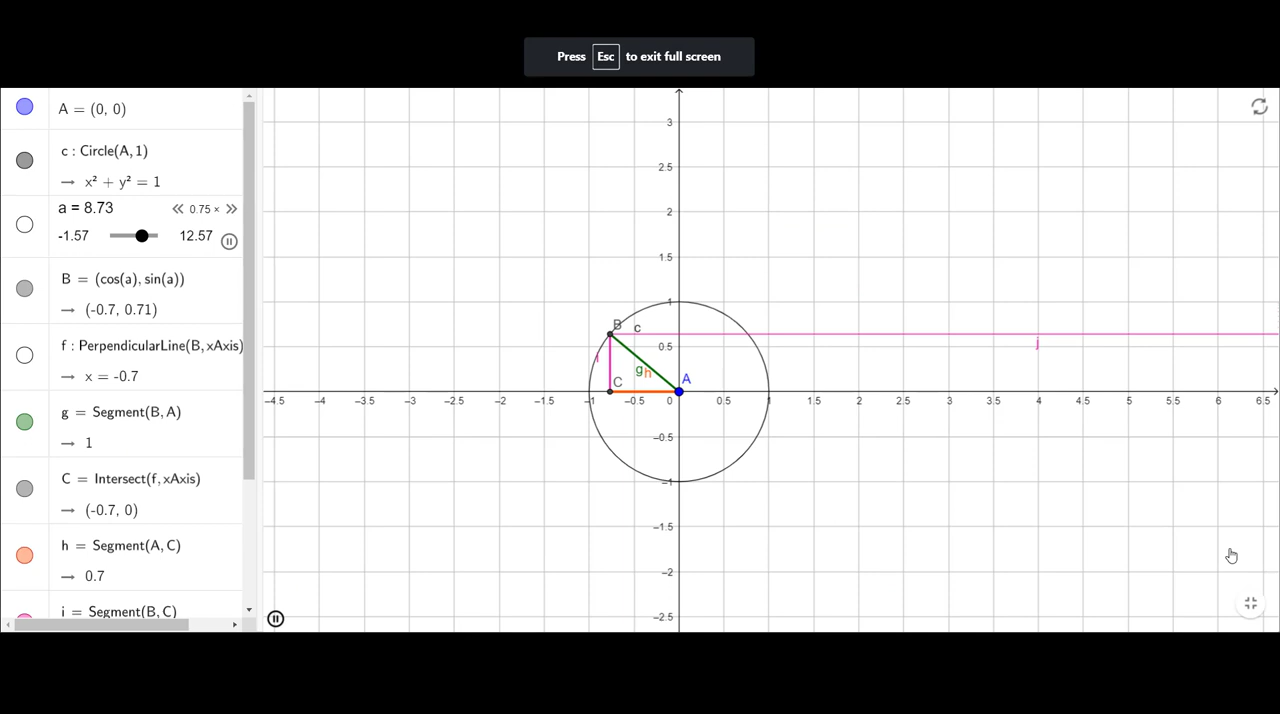 Press Esc to exit full screen
A = (0, 0)
c : Circle(A, 1)
→ x² + y² = 1
a = 8.73 « 0.75 × »
-1.57 12.57
B = (cos(a), sin(a))
→ (-0.7, 0.71)
f : PerpendicularLine(B, xAxis)
→ x = -0.7
g = Segment(B, A)
→ 1
C = Intersect(f, xAxis)
→ (-0.7, 0)
h = Segment(A, C)
→ 0.7
i = Segment(B, C)
3
2.5
2
1.5
1
B c
0.5
j
i g h A
C
−4.5 −4 −3.5 −3 −2.5 −2 −1.5 −1 −0.5 0 0.5 1 1.5 2 2.5 3 3.5 4 4.5 5 5.5 6 6.5
−0.5
−1
−1.5
−2
−2.5